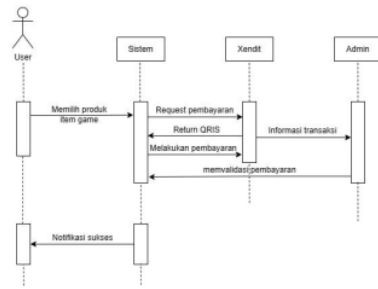 User
Sistem
Xendit
Admin
Memilih produk
item game
Request pembayaran
Return QRIS
Informasi transaksi
Melakukan pembayaran
memvalidasi pembayaran
Notifikasi sukses